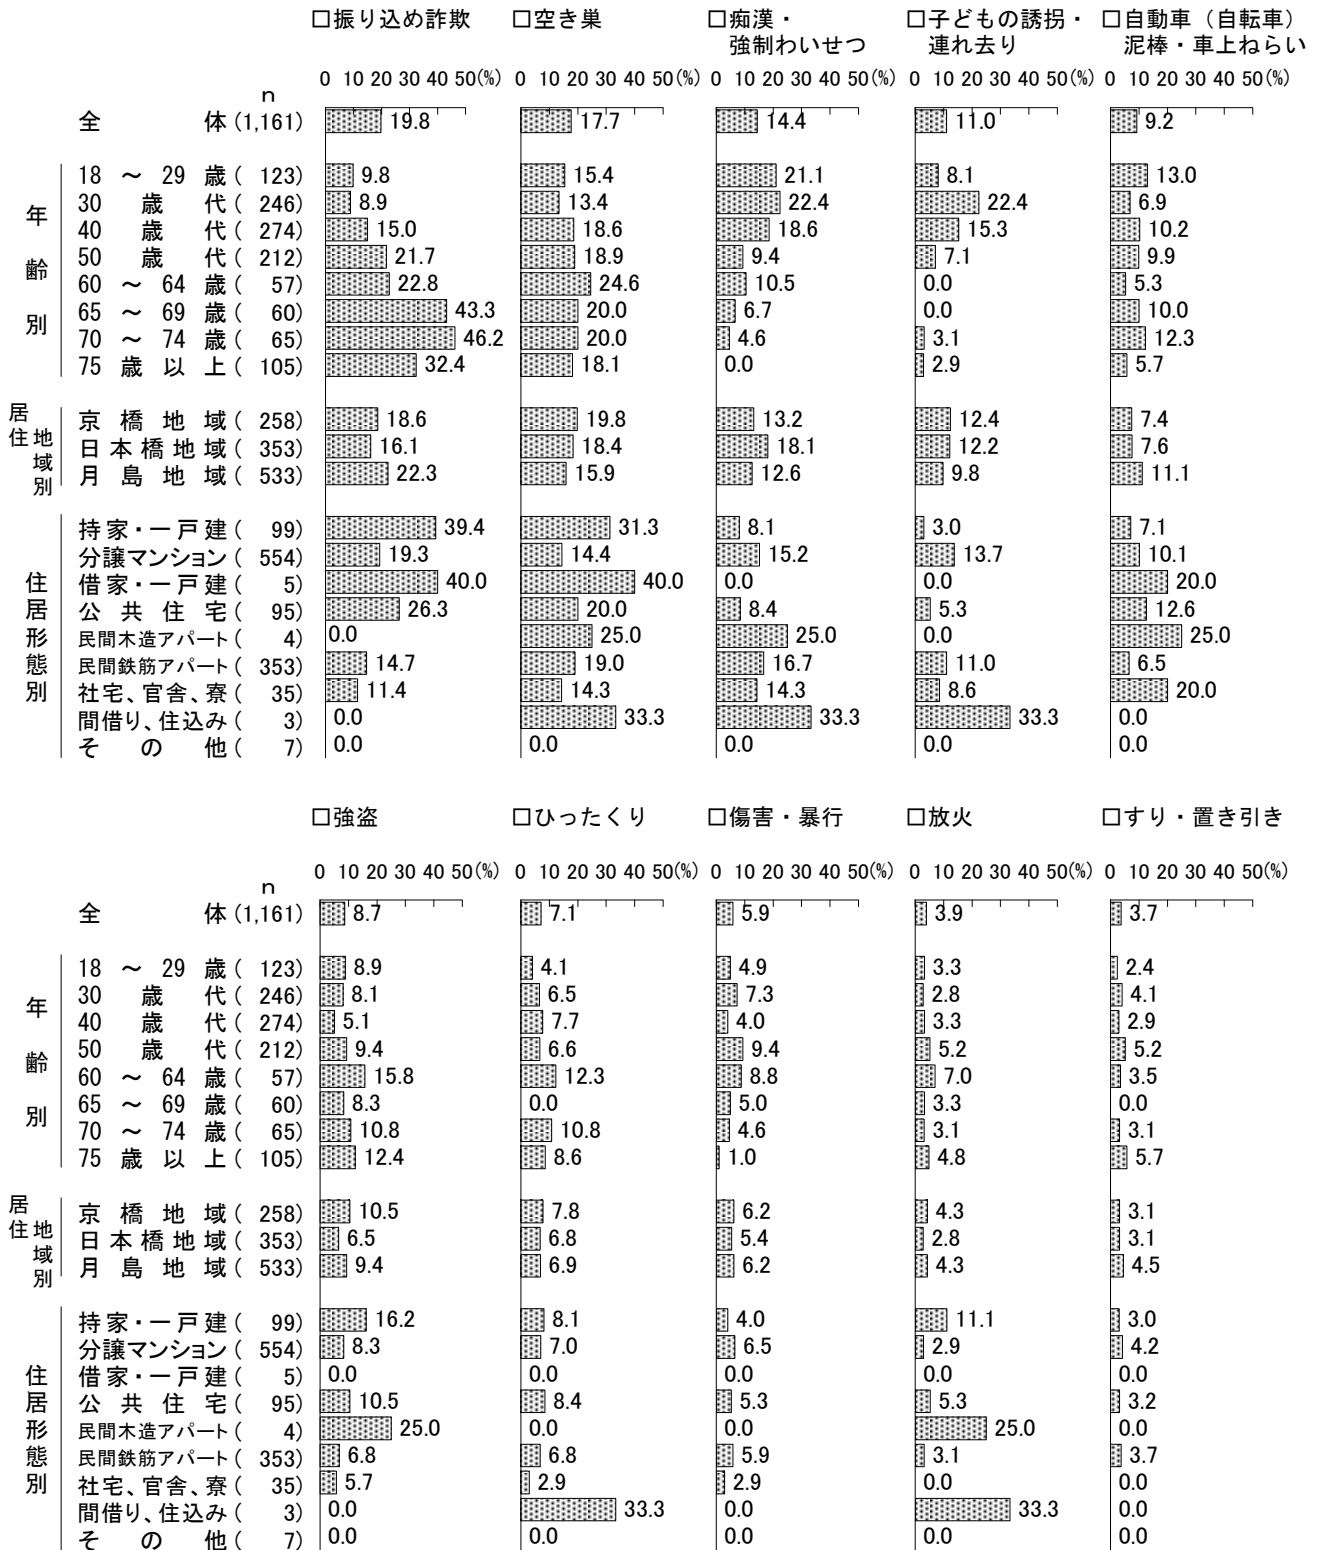 □振り込め詐欺 □空き巣 □痴漢・ □子どもの誘拐・ □自動車（自転車）
強制わいせつ 連れ去り 泥棒・車上ねらい
0 10 20 30 40 50(%) 0 10 20 30 40 50(%) 0 10 20 30 40 50(%) 0 10 20 30 40 50(%) 0 10 20 30 40 50(%)
n
全体(1,161) 19.8 17.7 14.4 11.0 9.2
年齢別
18～29歳(123) 9.8 15.4 21.1 8.1 13.0
30歳代(246) 8.9 13.4 22.4 22.4 6.9
40歳代(274) 15.0 18.6 18.6 15.3 10.2
50歳代(212) 21.7 18.9 9.4 7.1 9.9
60～64歳(57) 22.8 24.6 10.5 0.0 5.3
65～69歳(60) 43.3 20.0 6.7 0.0 10.0
70～74歳(65) 46.2 20.0 4.6 3.1 12.3
75歳以上(105) 32.4 18.1 0.0 2.9 5.7
居住地域別
京橋地域(258) 18.6 19.8 13.2 12.4 7.4
日本橋地域(353) 16.1 18.4 18.1 12.2 7.6
月島地域(533) 22.3 15.9 12.6 9.8 11.1
住居形態別
持家・一戸建(99) 39.4 31.3 8.1 3.0 7.1
分譲マンション(554) 19.3 14.4 15.2 13.7 10.1
借家・一戸建(5) 40.0 40.0 0.0 0.0 20.0
公共住宅(95) 26.3 20.0 8.4 5.3 12.6
民間木造アパート(4) 0.0 25.0 25.0 0.0 25.0
民間鉄筋アパート(353) 14.7 19.0 16.7 11.0 6.5
社宅、官舎、寮(35) 11.4 14.3 14.3 8.6 20.0
間借り、住込み(3) 0.0 33.3 33.3 33.3 0.0
その他(7) 0.0 0.0 0.0 0.0 0.0
□強盗 □ひったくり □傷害・暴行 □放火 □すり・置き引き
0 10 20 30 40 50(%) 0 10 20 30 40 50(%) 0 10 20 30 40 50(%) 0 10 20 30 40 50(%) 0 10 20 30 40 50(%)
n
全体(1,161) 8.7 7.1 5.9 3.9 3.7
年齢別
18～29歳(123) 8.9 4.1 4.9 3.3 2.4
30歳代(246) 8.1 6.5 7.3 2.8 4.1
40歳代(274) 5.1 7.7 4.0 3.3 2.9
50歳代(212) 9.4 6.6 9.4 5.2 5.2
60～64歳(57) 15.8 12.3 8.8 7.0 3.5
65～69歳(60) 8.3 0.0 5.0 3.3 0.0
70～74歳(65) 10.8 10.8 4.6 3.1 3.1
75歳以上(105) 12.4 8.6 1.0 4.8 5.7
居住地域別
京橋地域(258) 10.5 7.8 6.2 4.3 3.1
日本橋地域(353) 6.5 6.8 5.4 2.8 3.1
月島地域(533) 9.4 6.9 6.2 4.3 4.5
住居形態別
持家・一戸建(99) 16.2 8.1 4.0 11.1 3.0
分譲マンション(554) 8.3 7.0 6.5 2.9 4.2
借家・一戸建(5) 0.0 0.0 0.0 0.0 0.0
公共住宅(95) 10.5 8.4 5.3 5.3 3.2
民間木造アパート(4) 25.0 0.0 0.0 25.0 0.0
民間鉄筋アパート(353) 6.8 6.8 5.9 3.1 3.7
社宅、官舎、寮(35) 5.7 2.9 2.9 0.0 0.0
間借り、住込み(3) 0.0 33.3 0.0 33.3 0.0
その他(7) 0.0 0.0 0.0 0.0 0.0